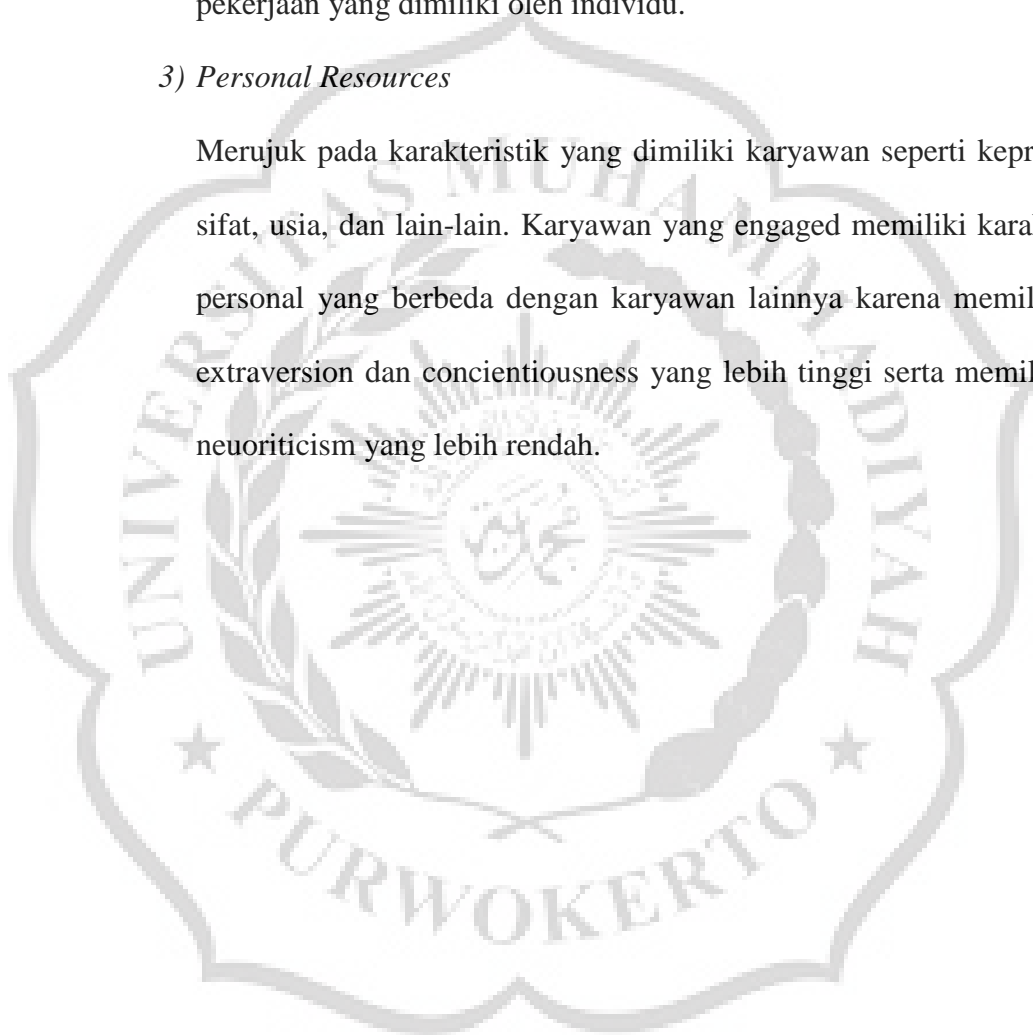 pekerjaan yang dimiliki oleh individu.
3) Personal Resources
Merujuk pada karakteristik yang dimiliki karyawan seperti kepr
sifat, usia, dan lain-lain. Karyawan yang engaged memiliki kara
personal yang berbeda dengan karyawan lainnya karena memil
extraversion dan concientiousness yang lebih tinggi serta memil
neuoriticism yang lebih rendah.
UNIVERSITAS MUHAMMADIYAH
PURWOKERTO